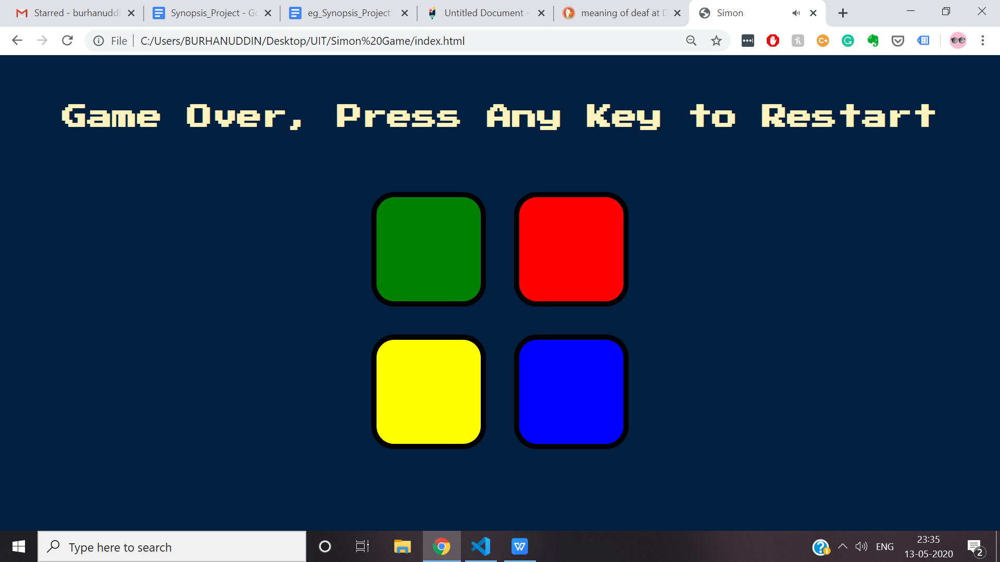 Starred - burhanuddi
Synopsis_Project - Go
eg_Synopsis_Project
Untitled Document -
meaning of deaf at D
Simon
File
C:/Users/BURHANUDDIN/Desktop/UIT/Simon%20Game/index.html
Game Over, Press Any Key to Restart
Type here to search
ENG
23:35
13-05-2020
2